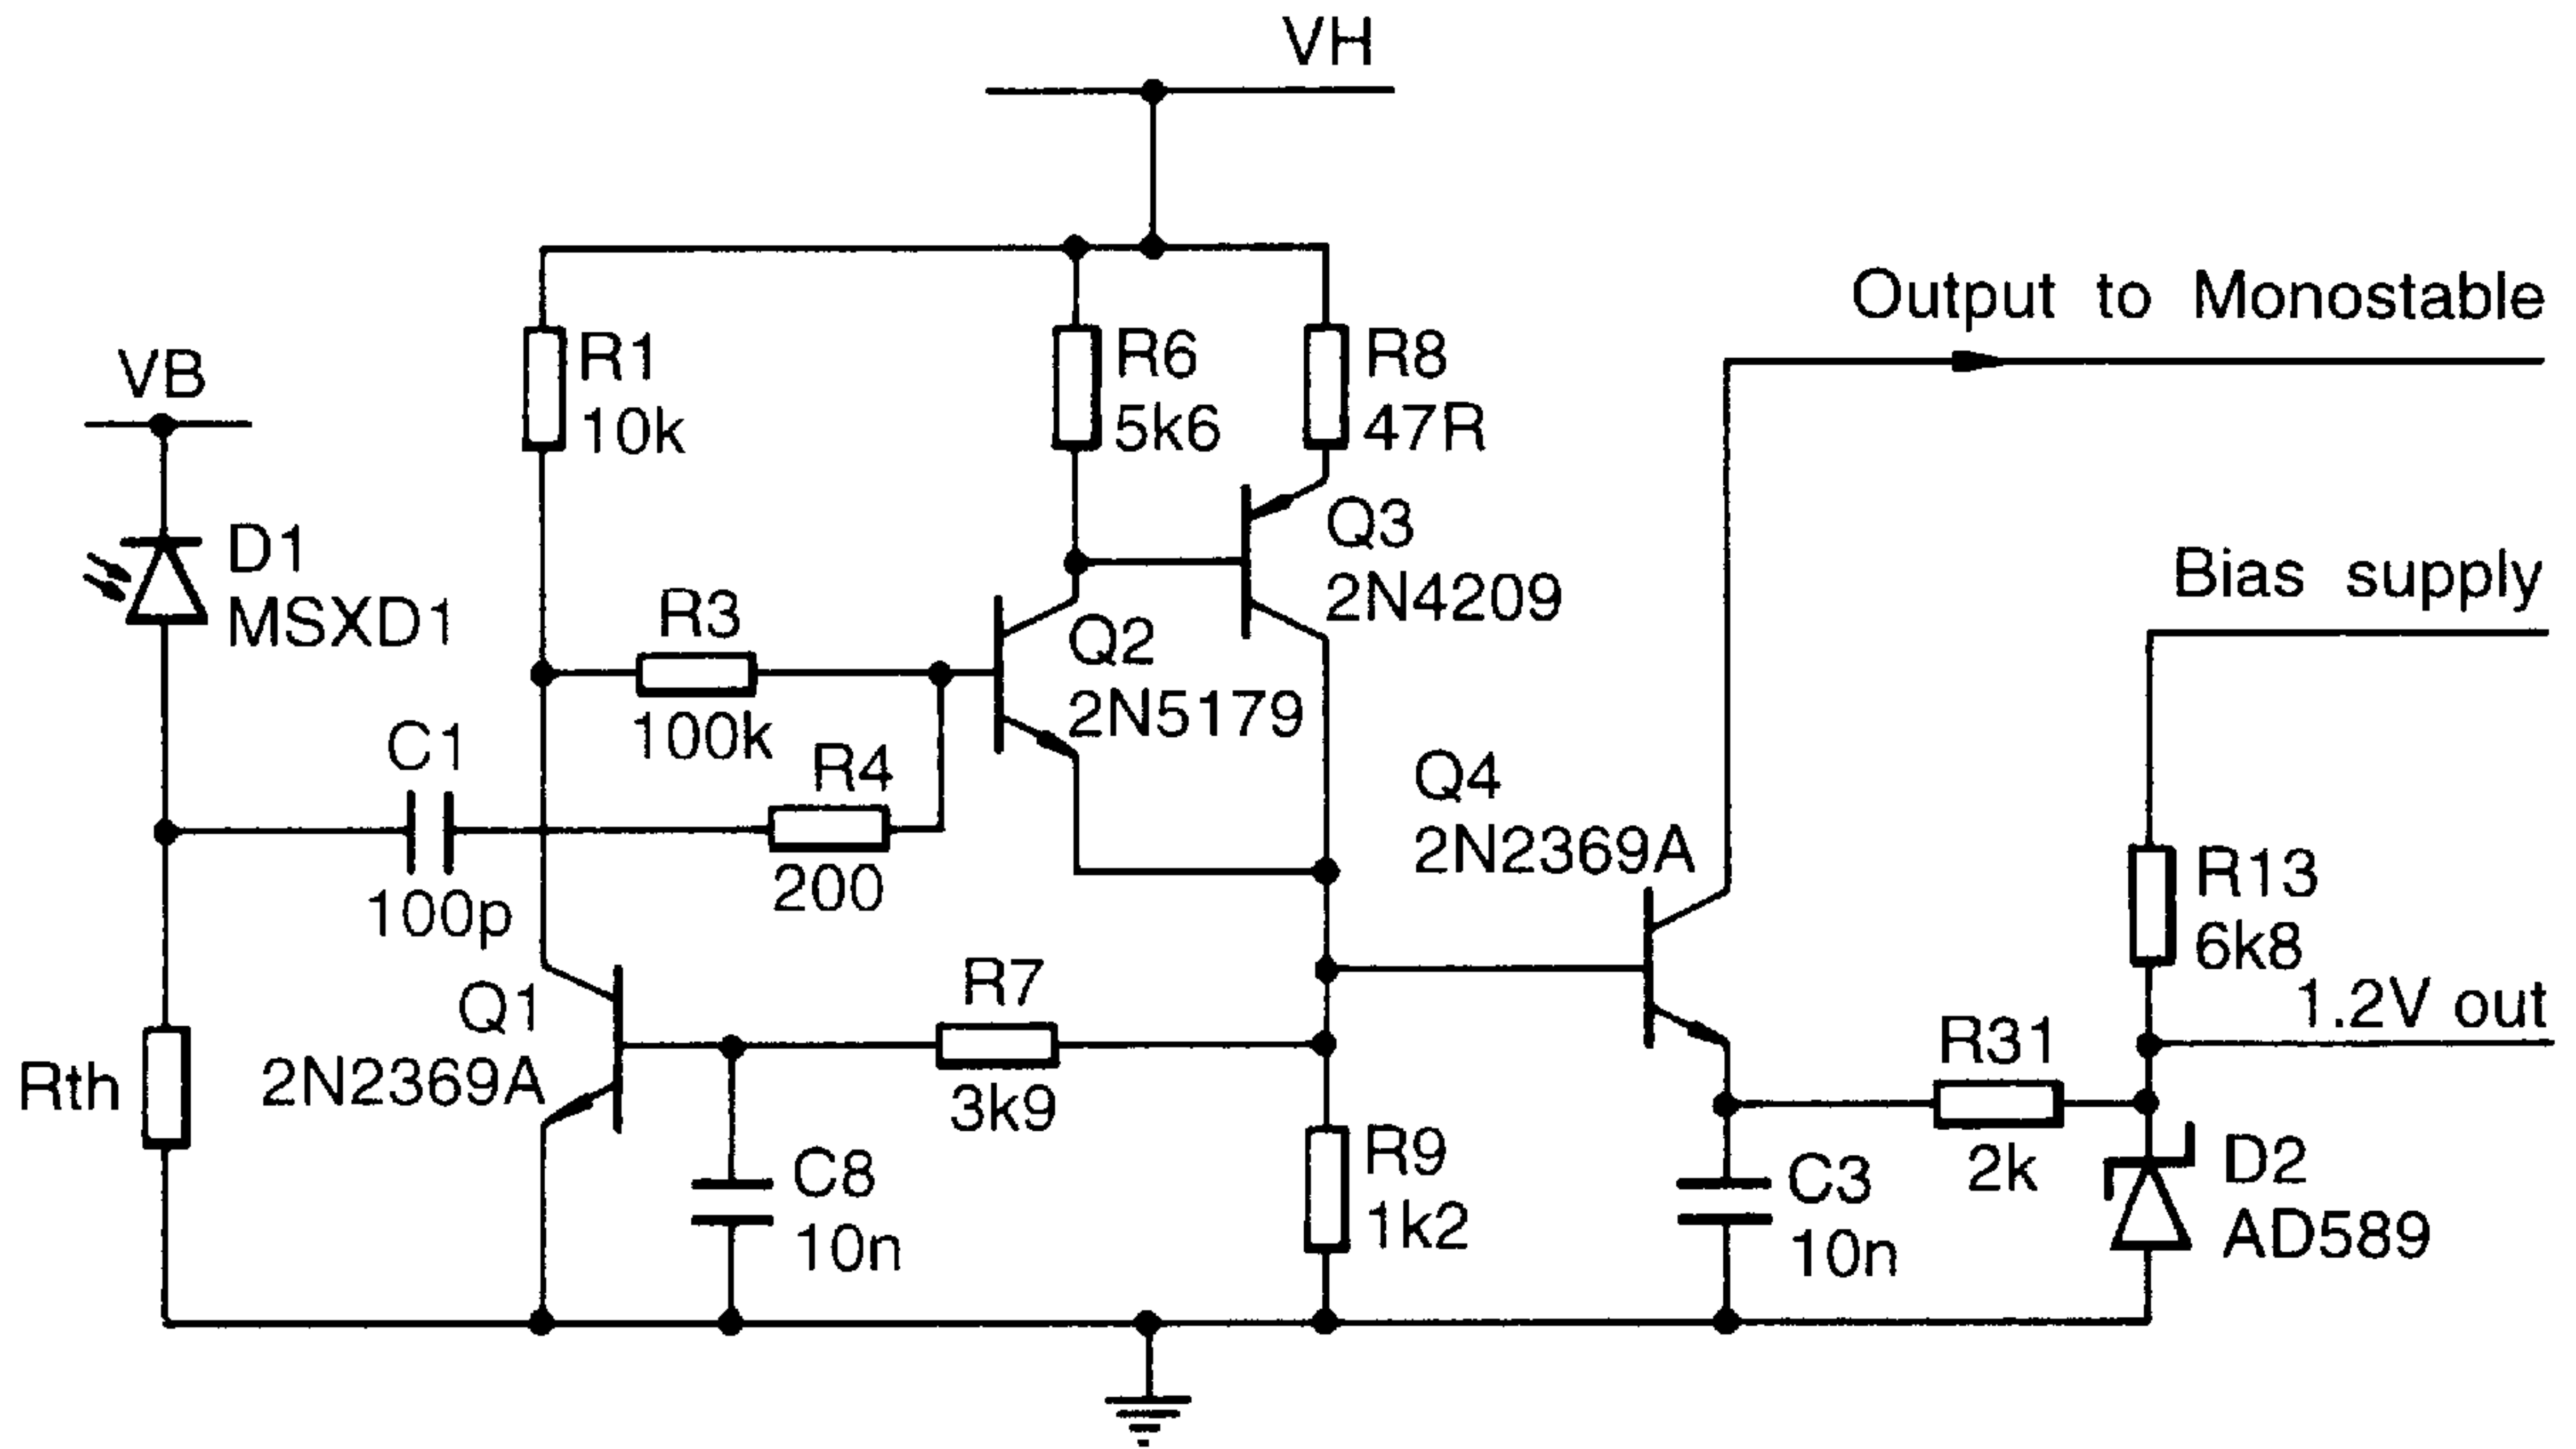 VH
Output to Monostable
VB
R1
10k
R6
5k6
R8
47R
D1
MSXD1
Q3
2N4209
Bias supply
R3
100k
Q2
2N5179
C1
100p
R4
200
Q4
2N2369A
R13
6k8
Q1
2N2369A
R7
3k9
1.2V out
R31
2k
Rth
C8
10n
R9
1k2
C3
10n
D2
AD589